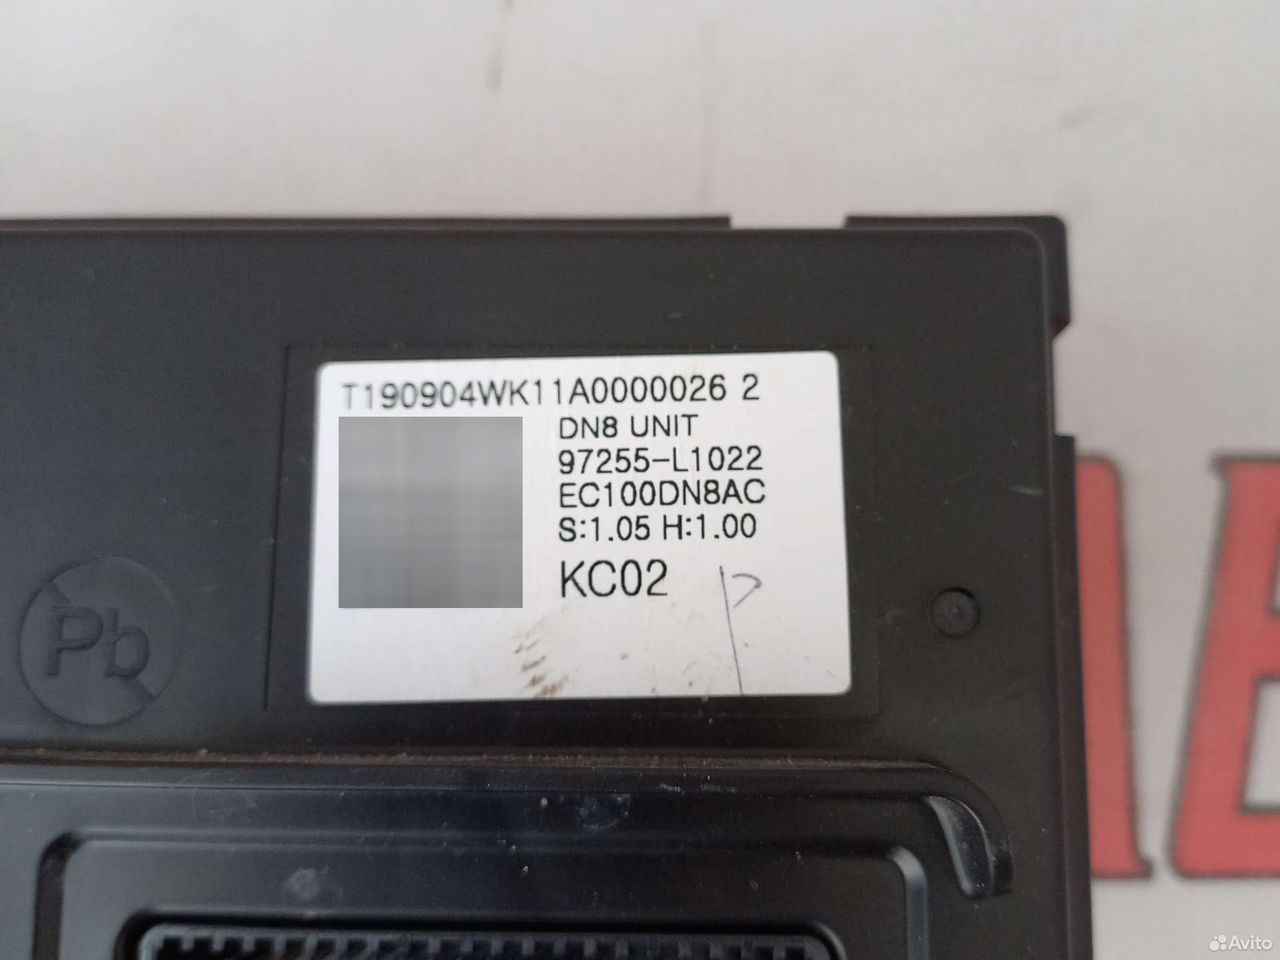 T190904WK11A0000026 2
DN8 UNIT
97255-L1022
EC100DN8AC
S:1.05 H:1.00
KC02
Pb
Avito